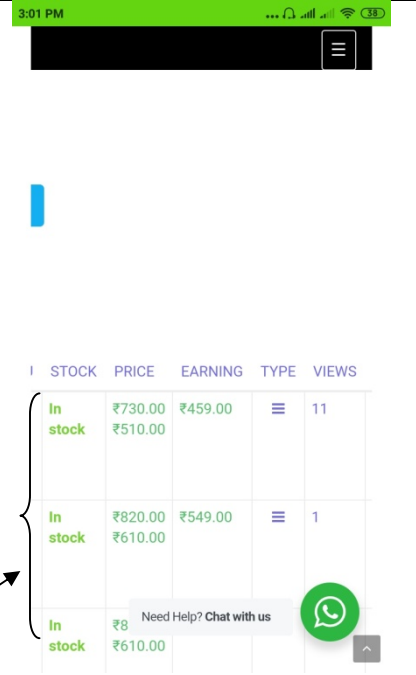 3:01 PM ... 38
STOCK PRICE EARNING TYPE VIEWS
In stock ₹730.00 ₹459.00 11
₹510.00
In stock ₹820.00 ₹549.00 1
₹610.00
Need Help? Chat with us
In stock ₹8
₹610.00